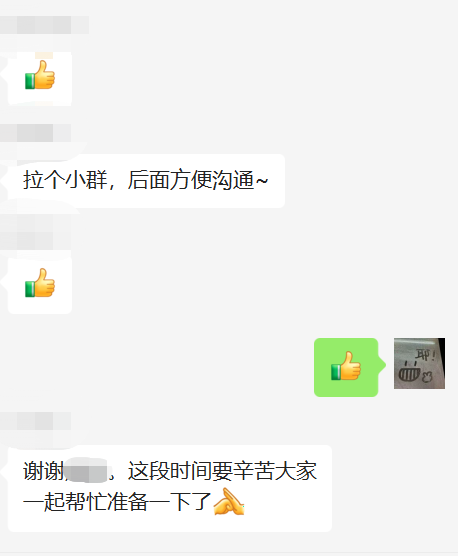 拉个小群，后面方便沟通~
耶!
谢谢。这段时间要辛苦大家
一起帮忙准备一下了